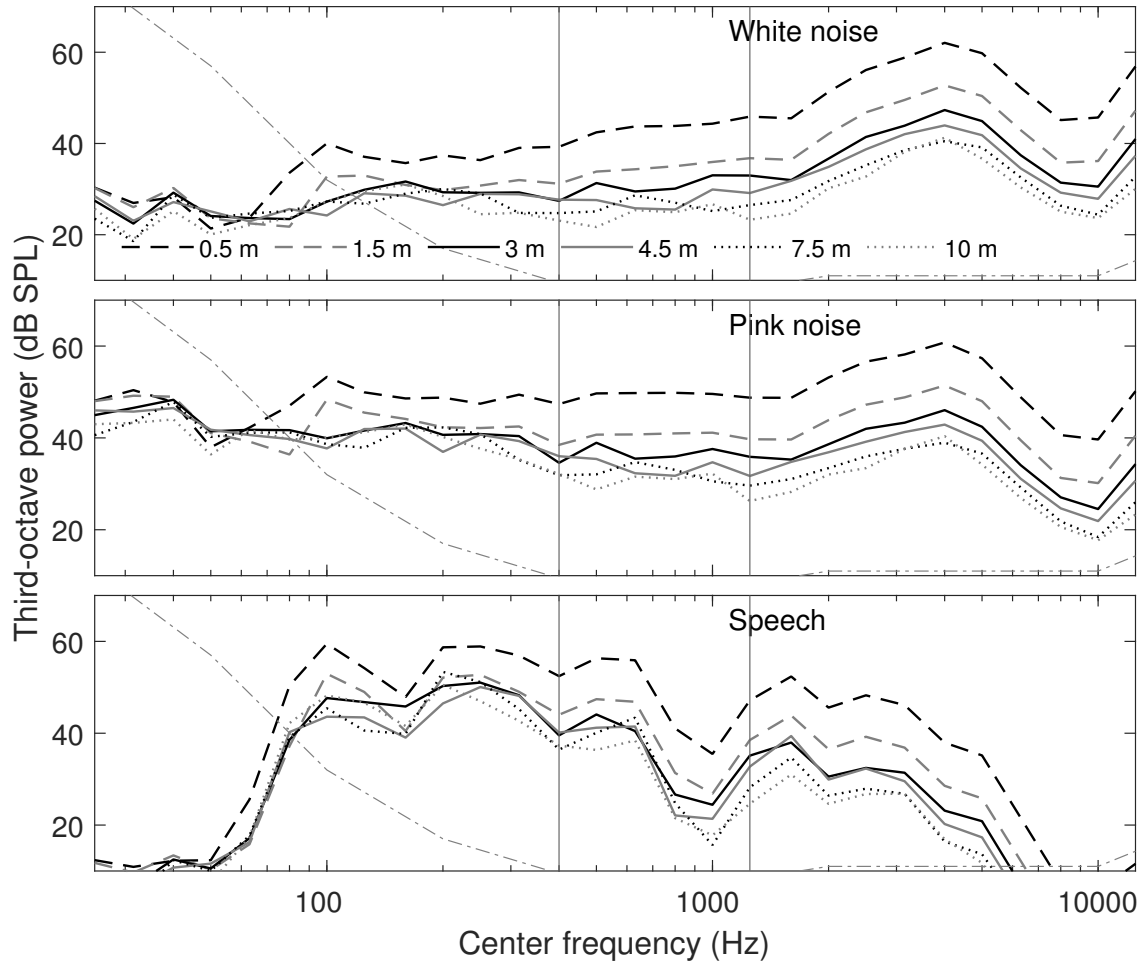 Third-octave power (dB SPL)
60
40
20
White noise
0.5 m 1.5 m 3 m 4.5 m 7.5 m 10 m
60
40
20
Pink noise
60
40
20
Speech
100 1000 10000
Center frequency (Hz)